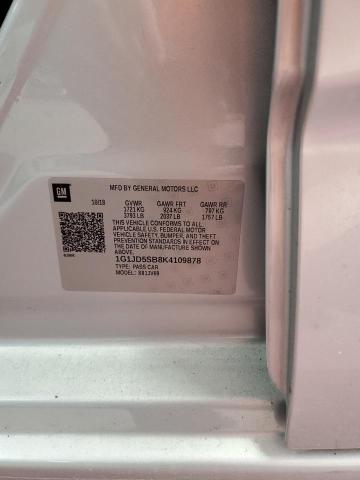 MFD BY GENERAL MOTORS LLC
GM
10/18 GVWR GAWR FRT GAWR RR
1721 KG 924 KG 797 KG
3793 LB 2037 LB 1757 LB
THIS VEHICLE CONFORMS TO ALL
APPLICABLE U.S. FEDERAL MOTOR
VEHICLE SAFETY, BUMPER, AND THEFT
PREVENTION STANDARDS IN EFFECT ON
THE DATE OF MANUFACTURE SHOWN
ABOVE.
1G1JD5SB8K4109878
TYPE: PASS CAR
MODEL: